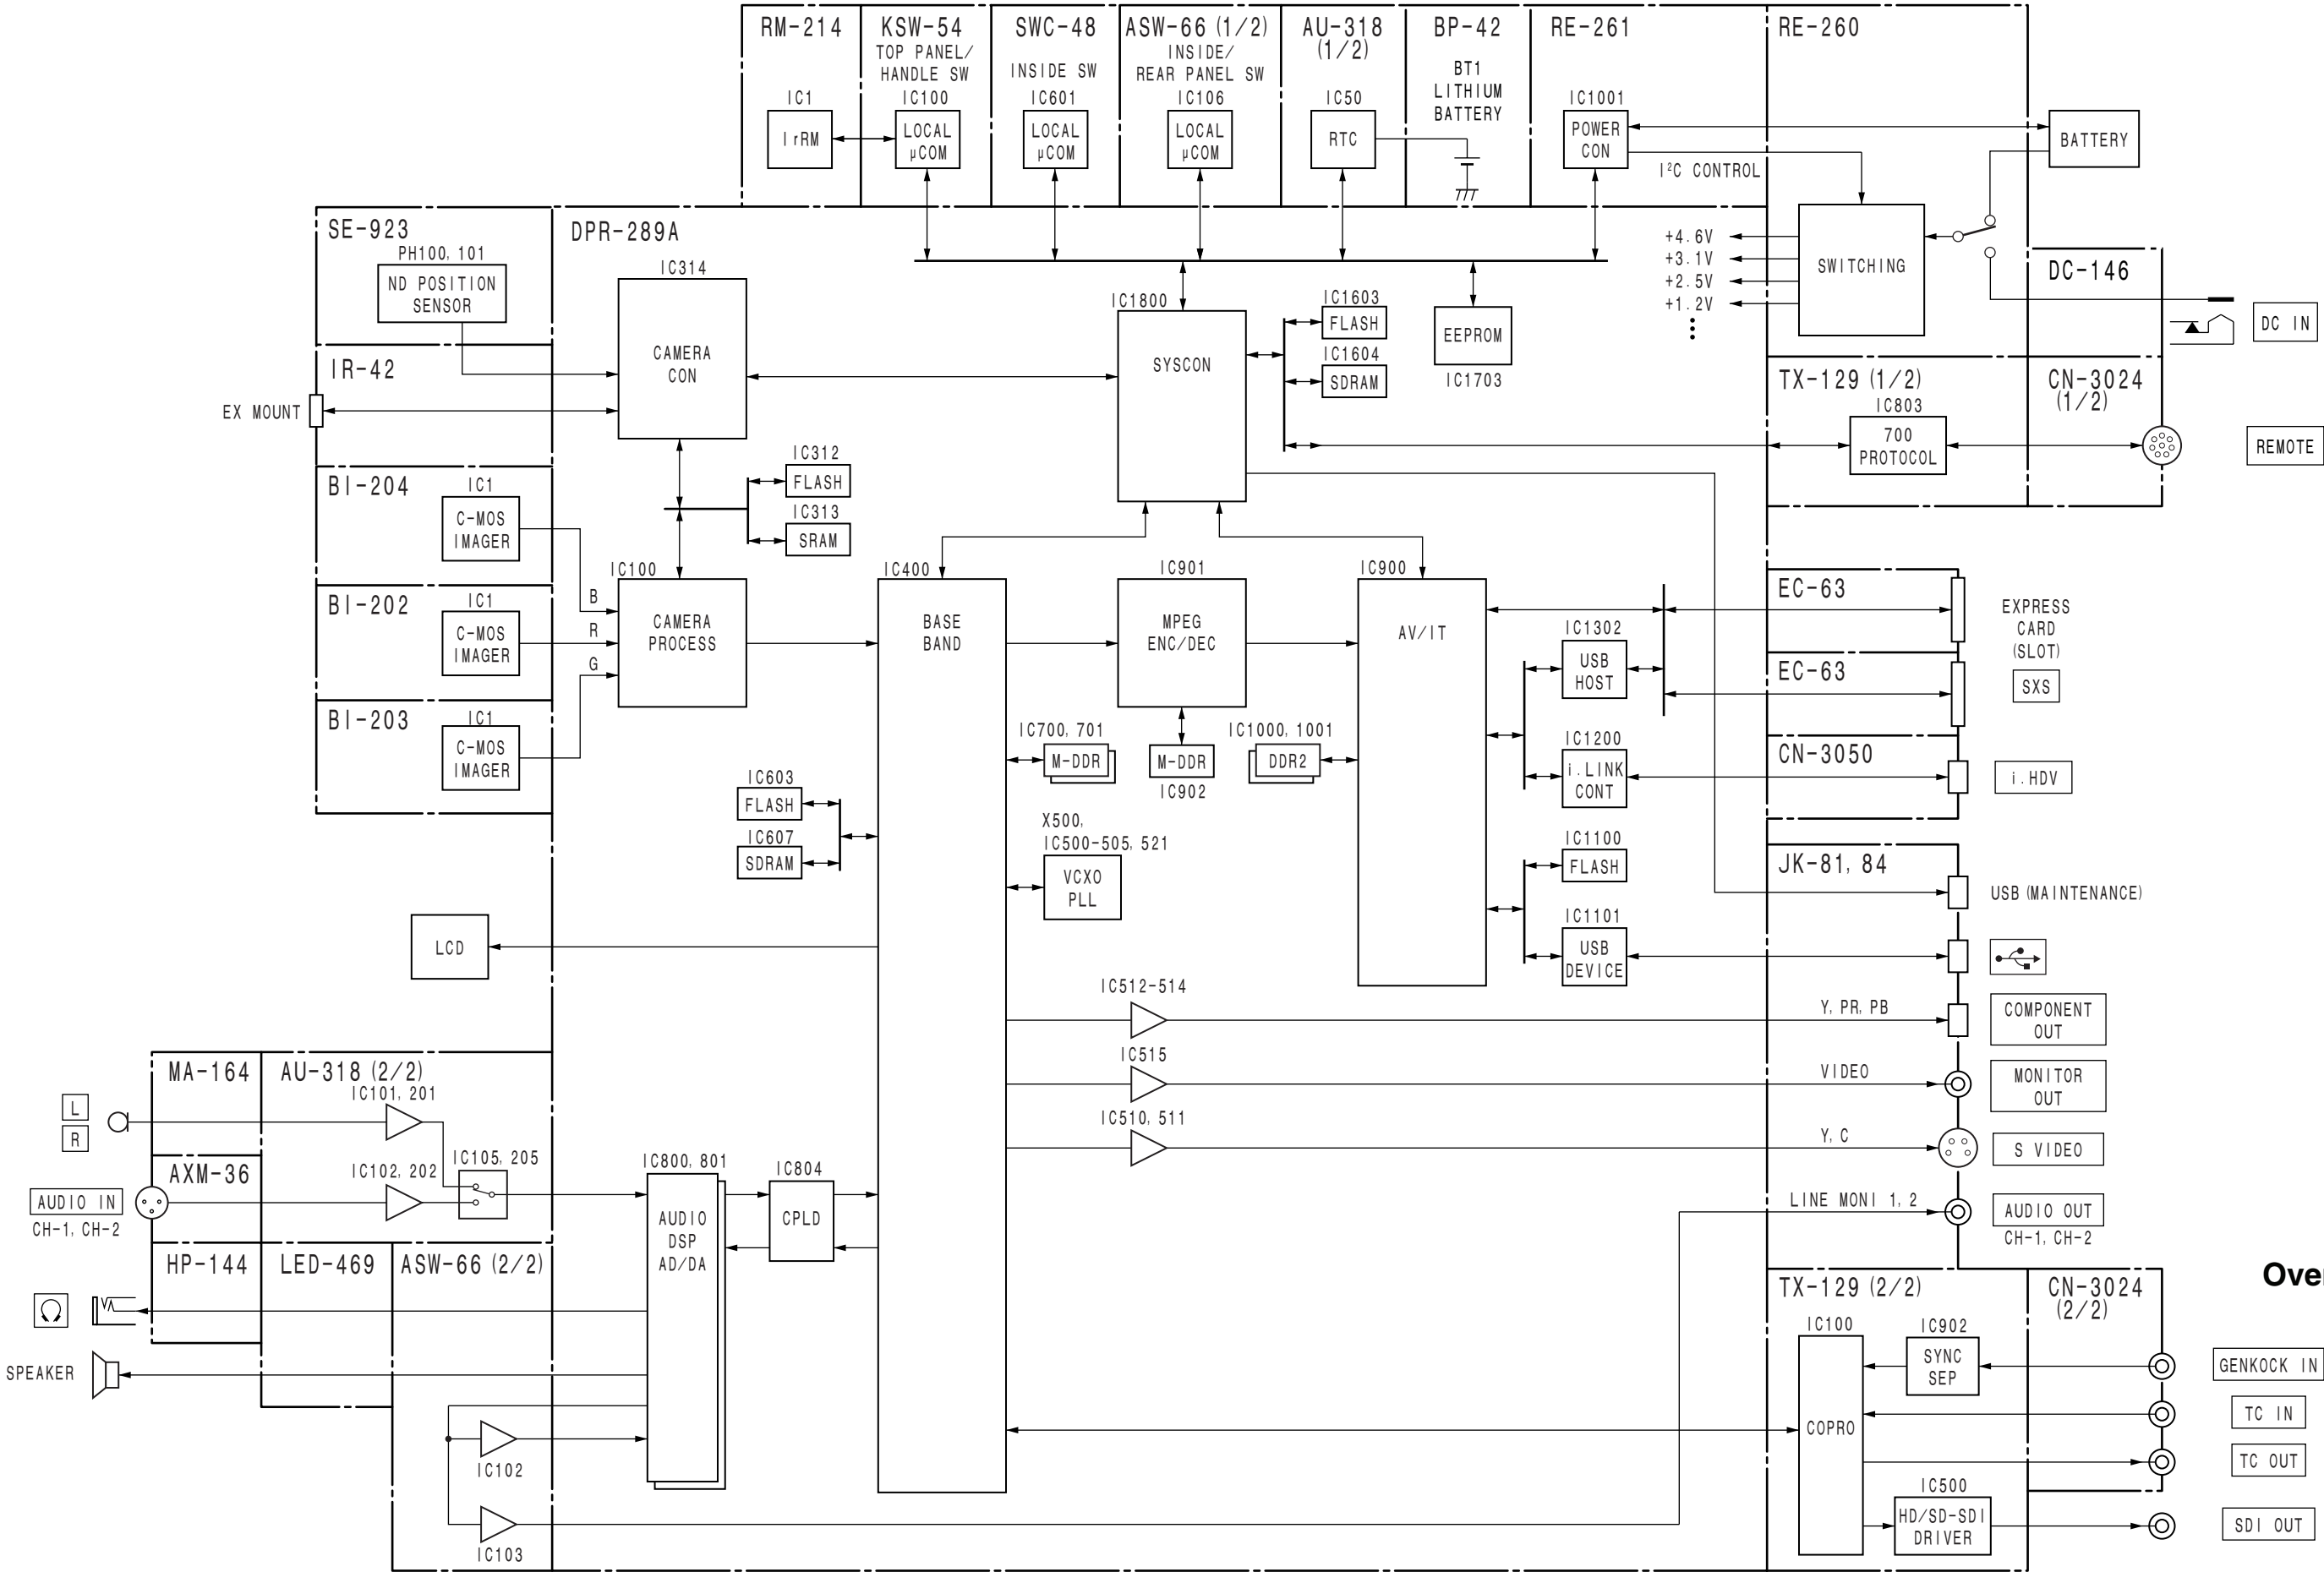 RM-214
KSW-54
TOP PANEL/
HANDLE SW
SWC-48
INSIDE SW
ASW-66 (1/2)
INSIDE/
REAR PANEL SW
AU-318
(1/2)
BP-42
BT1
LITHIUM
BATTERY
RE-261
RE-260
IC1
IrRM
IC100
LOCAL
μCOM
IC601
LOCAL
μCOM
IC106
LOCAL
μCOM
IC50
RTC
IC1001
POWER
CON
I²C CONTROL
BATTERY
SWITCHING
+4.6V
+3.1V
+2.5V
+1.2V
DC-146
DC IN
SE-923
PH100, 101
ND POSITION
SENSOR
DPR-289A
IC314
CAMERA
CON
IC1800
SYSCON
IC1603
FLASH
IC1604
SDRAM
EEPROM
IC1703
IR-42
EX MOUNT
TX-129 (1/2)
IC803
700
PROTOCOL
CN-3024
(1/2)
REMOTE
BI-204
IC1
C-MOS
IMAGER
IC312
FLASH
IC313
SRAM
BI-202
IC1
C-MOS
IMAGER
BI-203
IC1
C-MOS
IMAGER
B
R
G
IC100
CAMERA
PROCESS
IC400
BASE
BAND
IC901
MPEG
ENC/DEC
IC900
AV/IT
IC1302
USB
HOST
EC-63
EC-63
EXPRESS
CARD
(SLOT)
SXS
IC700, 701
M-DDR
M-DDR
IC902
IC1000, 1001
DDR2
IC1200
i.LINK
CONT
CN-3050
i.HDV
IC603
FLASH
IC607
SDRAM
X500,
IC500-505, 521
VCXO
PLL
IC1100
FLASH
IC1101
USB
DEVICE
JK-81, 84
USB (MAINTENANCE)
LCD
IC512-514
Y, PR, PB
COMPONENT
OUT
IC515
VIDEO
MONITOR
OUT
IC510, 511
Y, C
S VIDEO
LINE MONI 1, 2
AUDIO OUT
CH-1, CH-2
MA-164
AU-318 (2/2)
IC101, 201
L
R
AXM-36
IC102, 202
IC105, 205
AUDIO IN
CH-1, CH-2
IC800, 801
AUDIO
DSP
AD/DA
IC804
CPLD
HP-144
LED-469
ASW-66 (2/2)
SPEAKER
IC102
IC103
TX-129 (2/2)
IC100
COPRO
IC902
SYNC
SEP
CN-3024
(2/2)
Over
GENKOCK IN
TC IN
TC OUT
IC500
HD/SD-SDI
DRIVER
SDI OUT